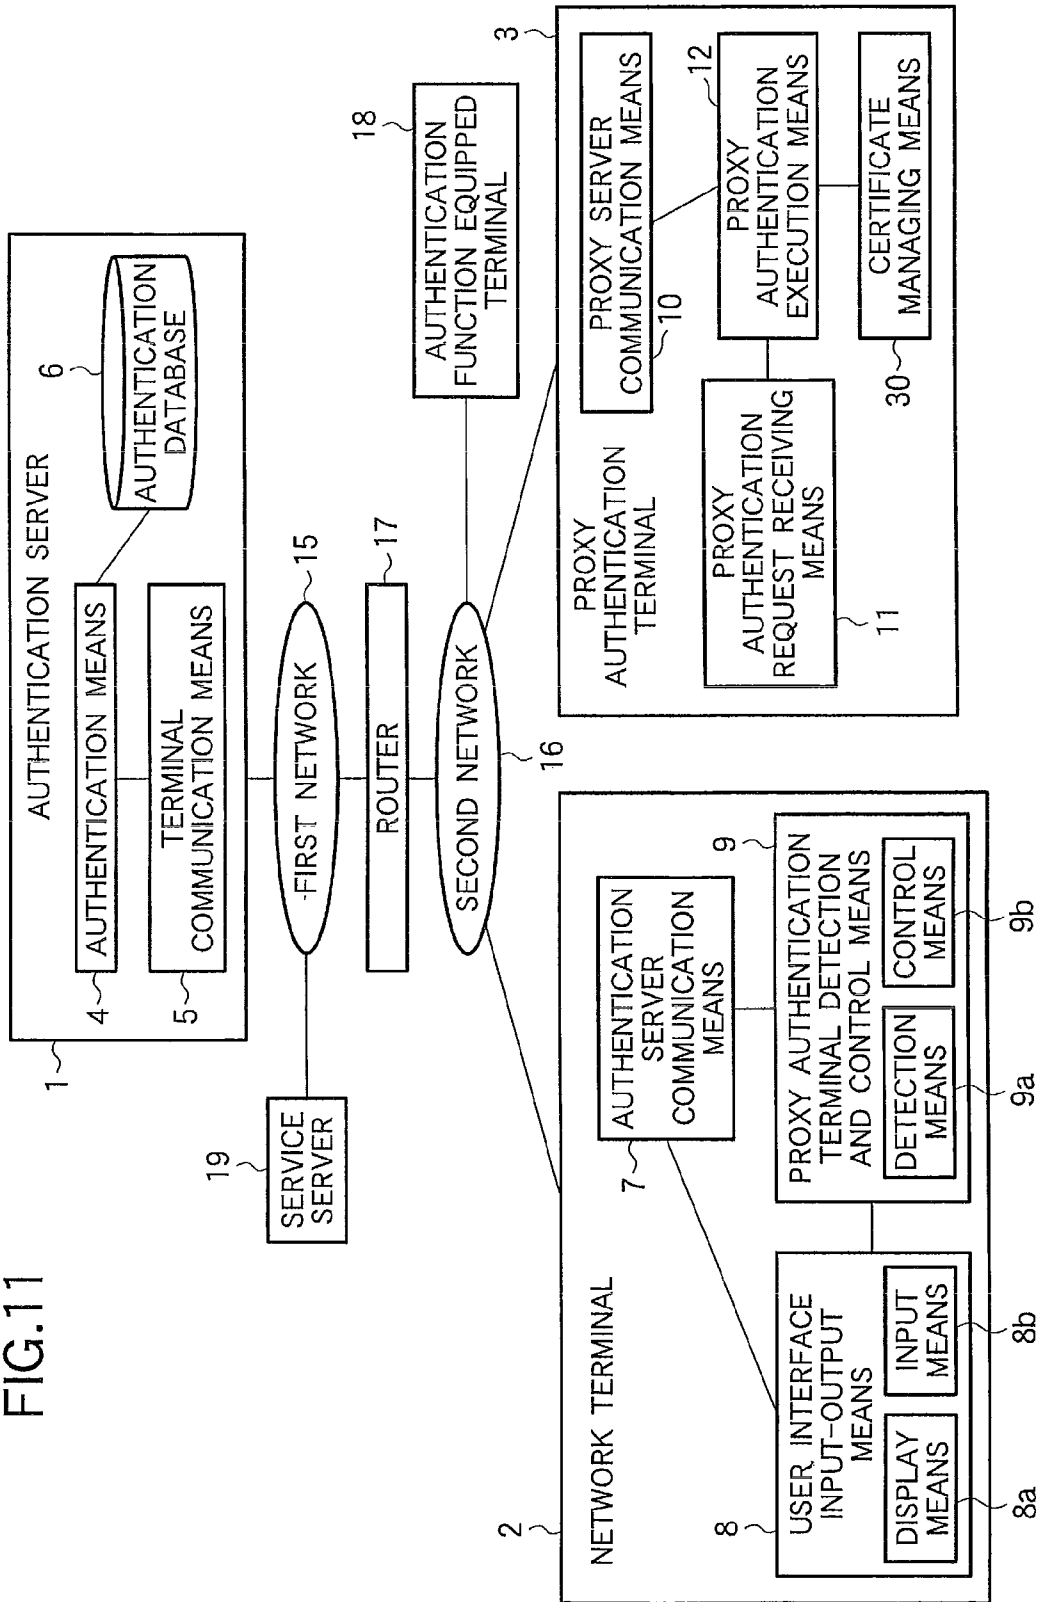 FIG.11
1
AUTHENTICATION SERVER
4
AUTHENTICATION MEANS
6
AUTHENTICATION
DATABASE
5
TERMINAL
COMMUNICATION MEANS
19
SERVICE
SERVER
FIRST NETWORK
15
ROUTER
17
SECOND NETWORK
16
18
AUTHENTICATION
FUNCTION EQUIPPED
TERMINAL
2
NETWORK TERMINAL
7
AUTHENTICATION
SERVER
COMMUNICATION
MEANS
8
USER INTERFACE
INPUT-OUTPUT
MEANS
DISPLAY
MEANS
8a
INPUT
MEANS
8b
9
PROXY AUTHENTICATION
TERMINAL DETECTION
AND CONTROL MEANS
DETECTION
MEANS
9a
CONTROL
MEANS
9b
3
PROXY
AUTHENTICATION
TERMINAL
PROXY SERVER
COMMUNICATION MEANS
10
PROXY
AUTHENTICATION
REQUEST RECEIVING
MEANS
11
12
PROXY
AUTHENTICATION
EXECUTION MEANS
CERTIFICATE
MANAGING MEANS
30